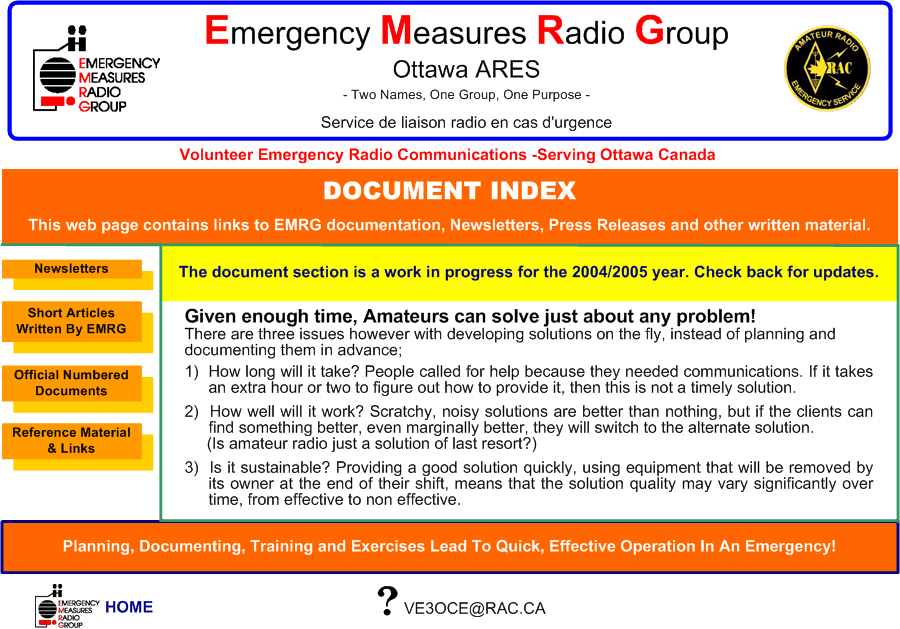 EMERGENCY
MEASURES
RADIO
GROUP
Emergency Measures Radio Group
Ottawa ARES
- Two Names, One Group, One Purpose -
Service de liaison radio en cas d'urgence
AMATEUR RADIO
RAC
EMERGENCY SERVICE
Volunteer Emergency Radio Communications -Serving Ottawa Canada
DOCUMENT INDEX
This web page contains links to EMRG documentation, Newsletters, Press Releases and other written material.
Newsletters
Short Articles
Written By EMRG
Official Numbered
Documents
Reference Material
& Links
The document section is a work in progress for the 2004/2005 year. Check back for updates.
Given enough time, Amateurs can solve just about any problem!
There are three issues however with developing solutions on the fly, instead of planning and
documenting them in advance;
1) How long will it take? People called for help because they needed communications. If it takes
an extra hour or two to figure out how to provide it, then this is not a timely solution.
2) How well will it work? Scratchy, noisy solutions are better than nothing, but if the clients can
find something better, even marginally better, they will switch to the alternate solution.
(Is amateur radio just a solution of last resort?)
3) Is it sustainable? Providing a good solution quickly, using equipment that will be removed by
its owner at the end of their shift, means that the solution quality may vary significantly over
time, from effective to non effective.
Planning, Documenting, Training and Exercises Lead To Quick, Effective Operation In An Emergency!
EMERGENCY
MEASURES
RADIO
GROUP
HOME
? VE3OCE@RAC.CA